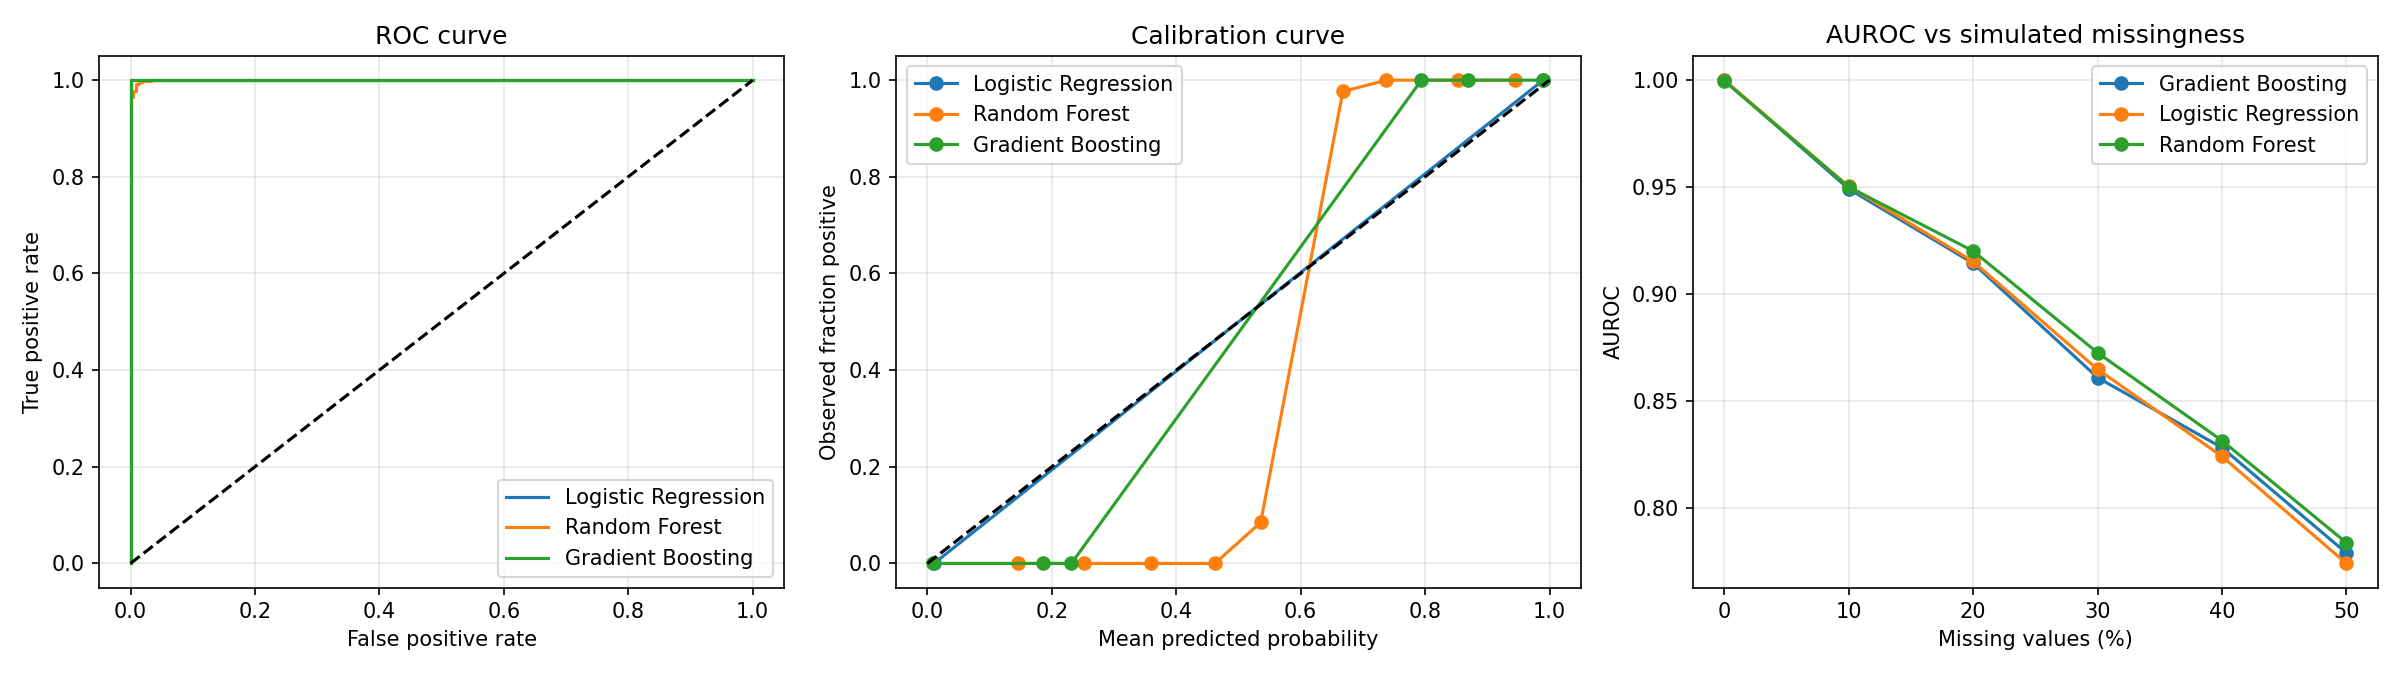 ROC curve
True positive rate
1.0
0.8
0.6
0.4
0.2
0.0
Logistic Regression
Random Forest
Gradient Boosting
0.0 0.2 0.4 0.6 0.8 1.0
False positive rate
Calibration curve
Observed fraction positive
1.0
0.8
0.6
0.4
0.2
0.0
Logistic Regression
Random Forest
Gradient Boosting
0.0 0.2 0.4 0.6 0.8 1.0
Mean predicted probability
AUROC vs simulated missingness
AUROC
1.00
0.95
0.90
0.85
0.80
Gradient Boosting
Logistic Regression
Random Forest
0 10 20 30 40 50
Missing values (%)